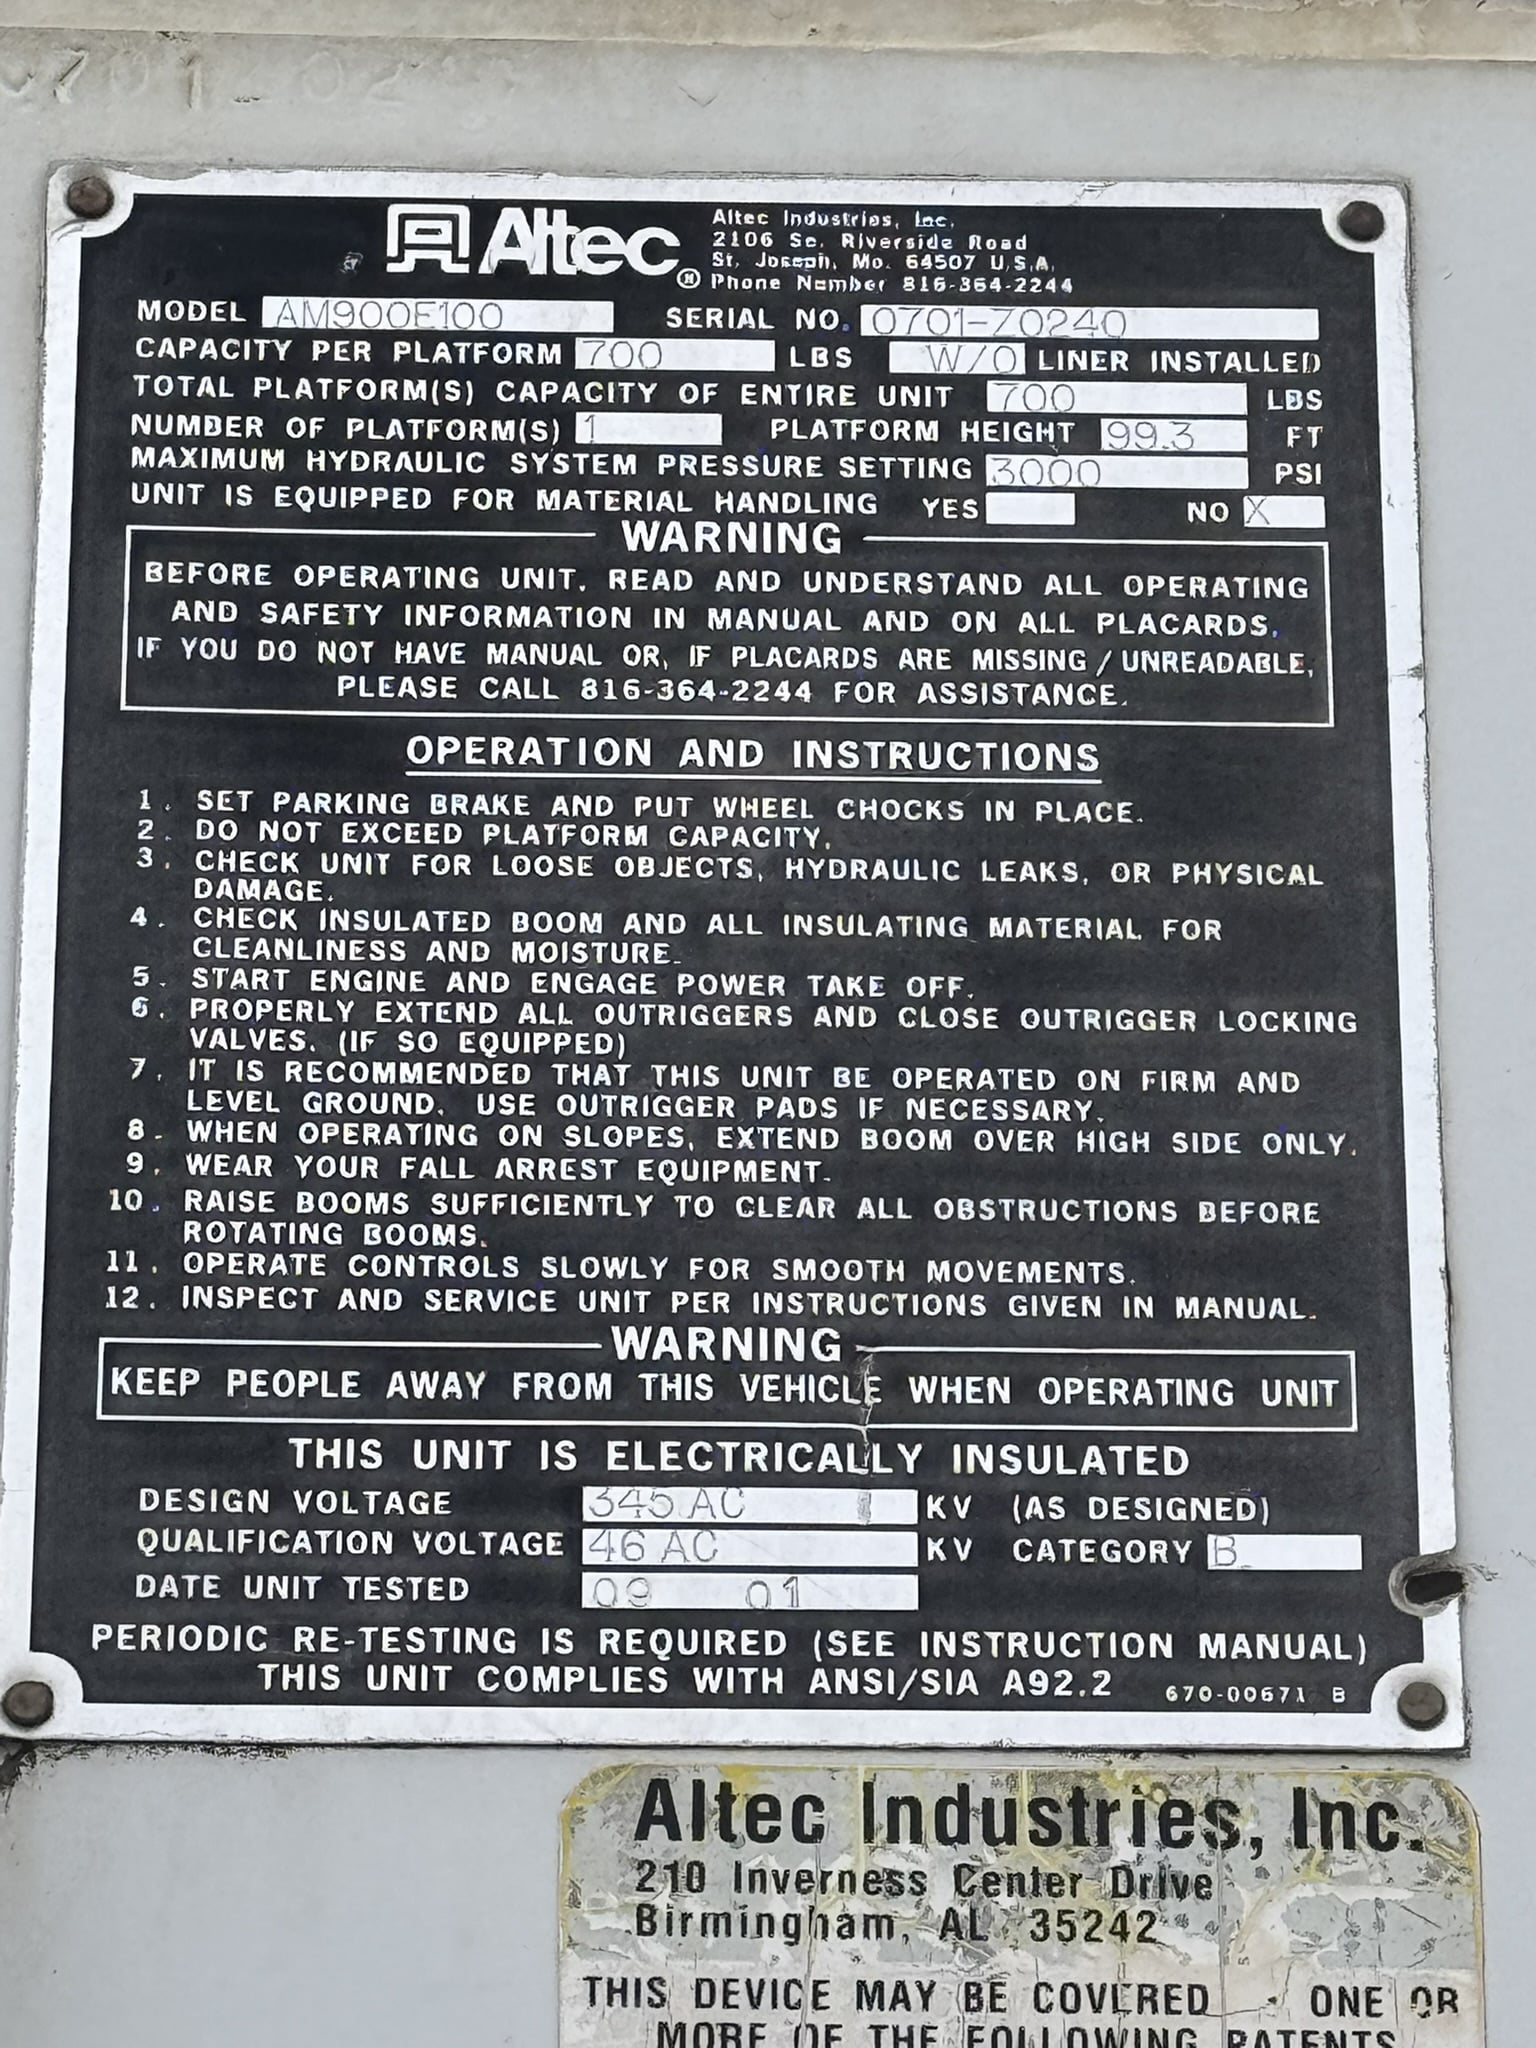 Altec
Altec Industries, Inc.
2106 So. Riverside Road
St. Joseph, Mo. 64507 U.S.A.
Phone Number 816-364-2244
MODEL AM900E100 SERIAL NO. 0701-70240
CAPACITY PER PLATFORM 700 LBS W/O LINER INSTALLED
TOTAL PLATFORM(S) CAPACITY OF ENTIRE UNIT 700 LBS
NUMBER OF PLATFORM(S) 1 PLATFORM HEIGHT 99.3 FT
MAXIMUM HYDRAULIC SYSTEM PRESSURE SETTING 3000 PSI
UNIT IS EQUIPPED FOR MATERIAL HANDLING YES NO X
WARNING
BEFORE OPERATING UNIT, READ AND UNDERSTAND ALL OPERATING
AND SAFETY INFORMATION IN MANUAL AND ON ALL PLACARDS.
IF YOU DO NOT HAVE MANUAL OR, IF PLACARDS ARE MISSING / UNREADABLE,
PLEASE CALL 816-364-2244 FOR ASSISTANCE.
OPERATION AND INSTRUCTIONS
1. SET PARKING BRAKE AND PUT WHEEL CHOCKS IN PLACE.
2. DO NOT EXCEED PLATFORM CAPACITY.
3. CHECK UNIT FOR LOOSE OBJECTS, HYDRAULIC LEAKS, OR PHYSICAL
DAMAGE.
4. CHECK INSULATED BOOM AND ALL INSULATING MATERIAL FOR
CLEANLINESS AND MOISTURE.
5. START ENGINE AND ENGAGE POWER TAKE OFF.
6. PROPERLY EXTEND ALL OUTRIGGERS AND CLOSE OUTRIGGER LOCKING
VALVES. (IF SO EQUIPPED)
7. IT IS RECOMMENDED THAT THIS UNIT BE OPERATED ON FIRM AND
LEVEL GROUND. USE OUTRIGGER PADS IF NECESSARY.
8. WHEN OPERATING ON SLOPES, EXTEND BOOM OVER HIGH SIDE ONLY.
9. WEAR YOUR FALL ARREST EQUIPMENT.
10. RAISE BOOMS SUFFICIENTLY TO CLEAR ALL OBSTRUCTIONS BEFORE
ROTATING BOOMS.
11. OPERATE CONTROLS SLOWLY FOR SMOOTH MOVEMENTS.
12. INSPECT AND SERVICE UNIT PER INSTRUCTIONS GIVEN IN MANUAL.
WARNING
KEEP PEOPLE AWAY FROM THIS VEHICLE WHEN OPERATING UNIT
THIS UNIT IS ELECTRICALLY INSULATED
DESIGN VOLTAGE 345 AC KV (AS DESIGNED)
QUALIFICATION VOLTAGE 46 AC KV CATEGORY B
DATE UNIT TESTED 09 01
PERIODIC RE-TESTING IS REQUIRED (SEE INSTRUCTION MANUAL)
THIS UNIT COMPLIES WITH ANSI/SIA A92.2 670-00671 B
Altec Industries, Inc.
210 Inverness Center Drive
Birmingham, AL 35242
THIS DEVICE MAY BE COVERED ONE OR
MORE OF THE FOLLOWING PATENTS